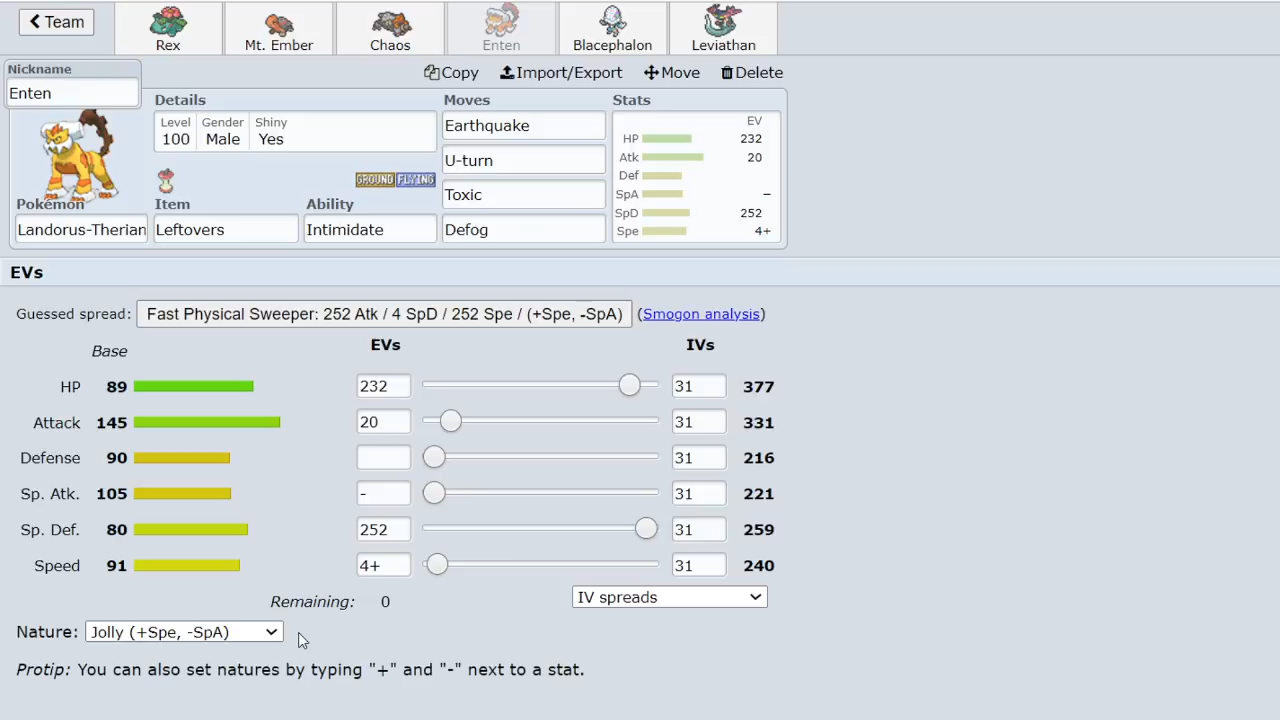 Team
Rex
Mt. Ember
Chaos
Enten
Blacephalon
Leviathan
Nickname
Enten
Copy
Import/Export
Move
Delete
Details
Level Gender Shiny
100 Male Yes
GROUND FLYING
Pokémon
Landorus-Therian
Item
Leftovers
Ability
Intimidate
Moves
Earthquake
U-turn
Toxic
Defog
Stats
EV
HP 232
Atk 20
Def
SpA –
SpD 252
Spe 4+
EVs
Guessed spread: Fast Physical Sweeper: 252 Atk / 4 SpD / 252 Spe / (+Spe, -SpA) (Smogon analysis)
Base EVs IVs
HP 89 232 31 377
Attack 145 20 31 331
Defense 90 31 216
Sp. Atk. 105 - 31 221
Sp. Def. 80 252 31 259
Speed 91 4+ 31 240
Remaining: 0
IV spreads
Nature: Jolly (+Spe, -SpA)
Protip: You can also set natures by typing "+" and "-" next to a stat.